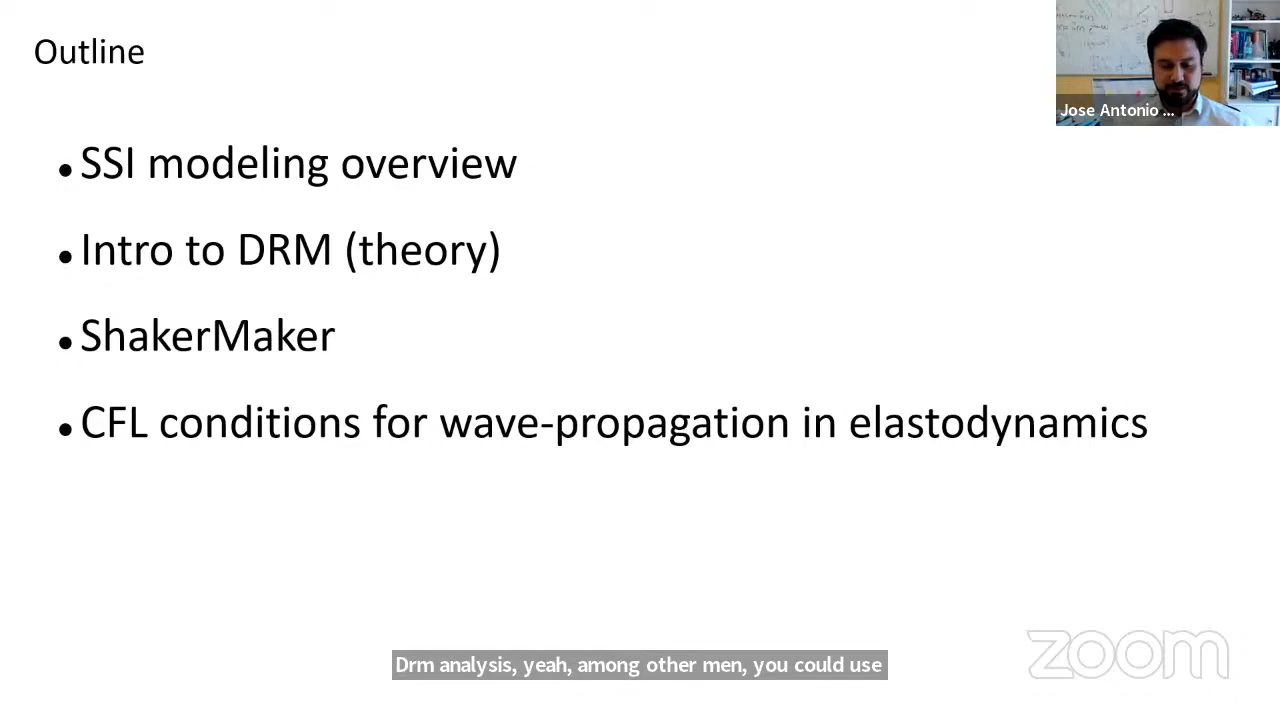 Outline
Jose Antonio ...
• SSI modeling overview
• Intro to DRM (theory)
• ShakerMaker
• CFL conditions for wave-propagation in elastodynamics
zoom
Drm analysis, yeah, among other men, you could use